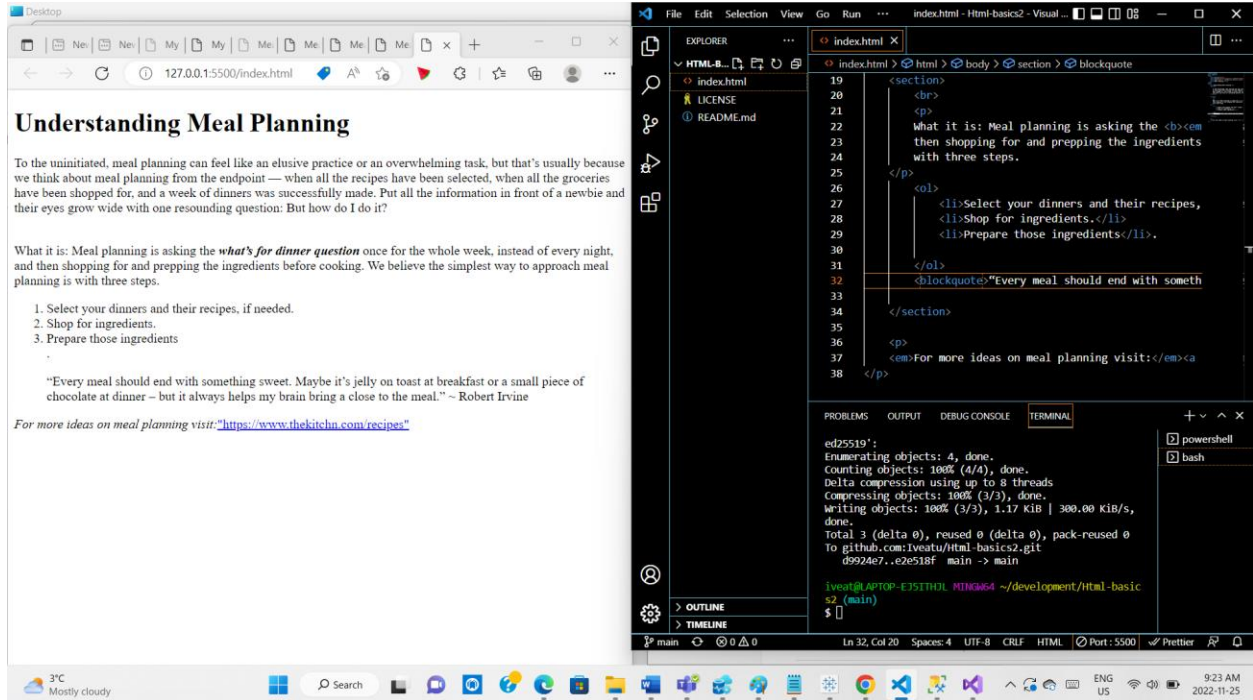 Desktop
New New My My Me Me Me Me
127.0.0.1:5500/index.html
Understanding Meal Planning
To the uninitiated, meal planning can feel like an elusive practice or an overwhelming task, but that’s usually because
we think about meal planning from the endpoint — when all the recipes have been selected, when all the groceries
have been shopped for, and a week of dinners was successfully made. Put all the information in front of a newbie and
their eyes grow wide with one resounding question: But how do I do it?
What it is: Meal planning is asking the what’s for dinner question once for the whole week, instead of every night,
and then shopping for and prepping the ingredients before cooking. We believe the simplest way to approach meal
planning is with three steps.
1. Select your dinners and their recipes, if needed.
2. Shop for ingredients.
3. Prepare those ingredients
.
“Every meal should end with something sweet. Maybe it’s jelly on toast at breakfast or a small piece of
chocolate at dinner – but it always helps my brain bring a close to the meal.” ~ Robert Irvine
For more ideas on meal planning visit:"https://www.thekitchn.com/recipes"
File Edit Selection View Go Run ··· index.html - Html-basics2 - Visual ...
EXPLORER ···
HTML-B...
index.html
LICENSE
README.md
OUTLINE
TIMELINE
index.html
index.html > html > body > section > blockquote
19 <section>
20 <br>
21 <p>
22 What it is: Meal planning is asking the <b><em
23 then shopping for and prepping the ingredients
24 with three steps.
25 </p>
26 <ol>
27 <li>Select your dinners and their recipes,
28 <li>Shop for ingredients.</li>
29 <li>Prepare those ingredients</li>.
30
31 </ol>
32 <blockquote>“Every meal should end with someth
33
34 </section>
35
36 <p>
37 <em>For more ideas on meal planning visit:</em><a
38 </p>
PROBLEMS OUTPUT DEBUG CONSOLE TERMINAL
powershell
bash
ed25519':
Enumerating objects: 4, done.
Counting objects: 100% (4/4), done.
Delta compression using up to 8 threads
Compressing objects: 100% (3/3), done.
Writing objects: 100% (3/3), 1.17 KiB | 300.00 KiB/s,
done.
Total 3 (delta 0), reused 0 (delta 0), pack-reused 0
To github.com:Iveatu/Html-basics2.git
d9924e7..e2e518f main -> main
iveat@LAPTOP-EJ5ITHJL MINGW64 ~/development/Html-basic
s2 (main)
$
main 0 0 Ln 32, Col 20 Spaces: 4 UTF-8 CRLF HTML Port : 5500 Prettier
3°C
Mostly cloudy
Search
ENG
US
9:23 AM
2022-11-25